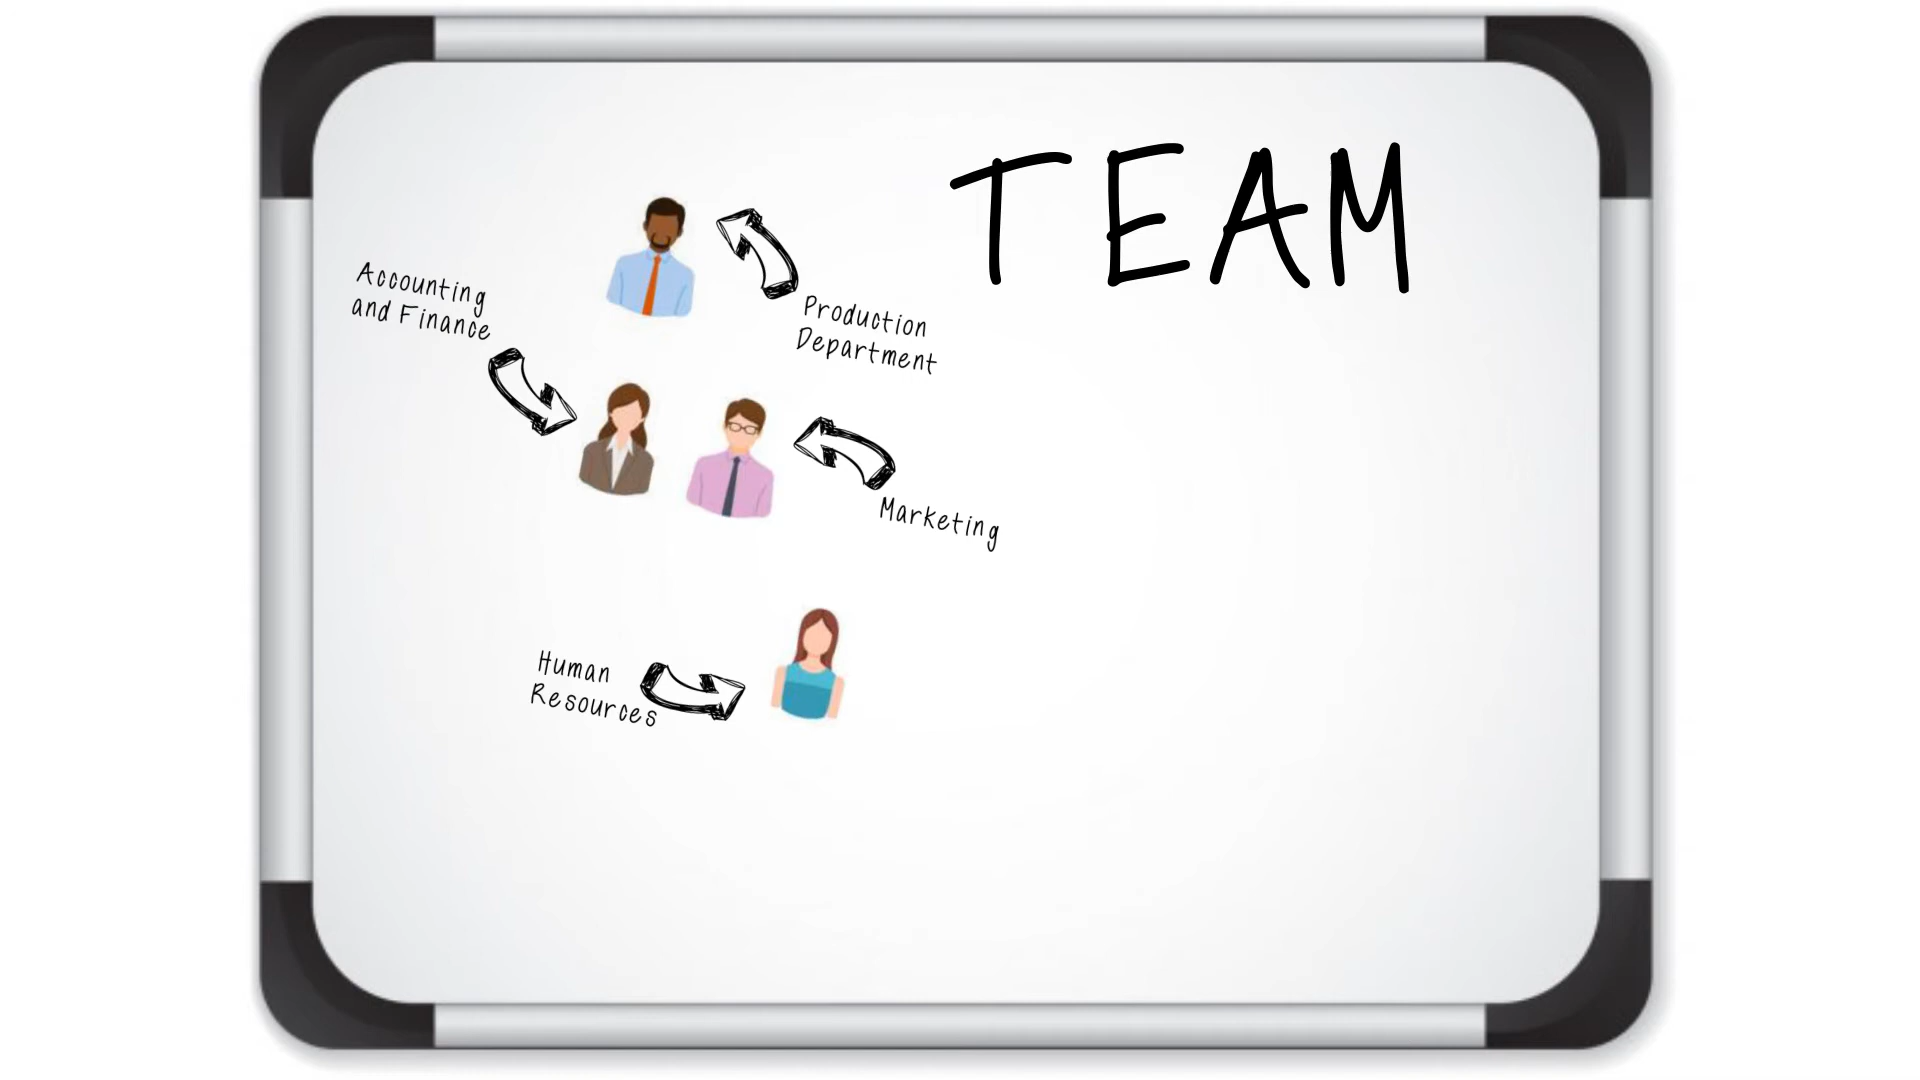 TEAM
Accounting
and Finance
Production
Department
Marketing
Human
Resources